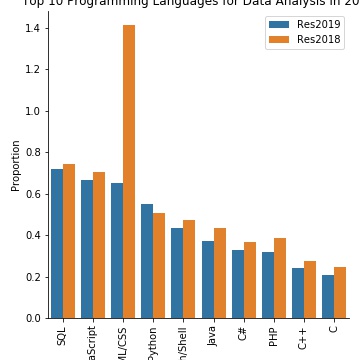 Top 10 Programming Languages for Data Analysis in 20
Res2019
Res2018
1.4
1.2
1.0
0.8
0.6
0.4
0.2
0.0
Proportion
SQL
aScript
ML/CSS
Python
n/Shell
Java
C#
PHP
C++
C